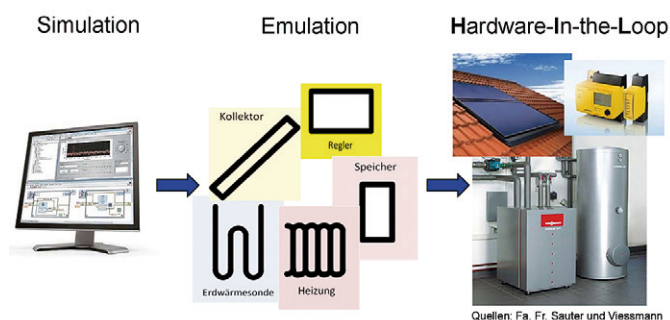 Simulation
Emulation
Hardware-In-the-Loop
Kollektor
Regler
Speicher
Erdwärmesonde
Heizung
Quellen: Fa. Fr. Sauter und Viessmann